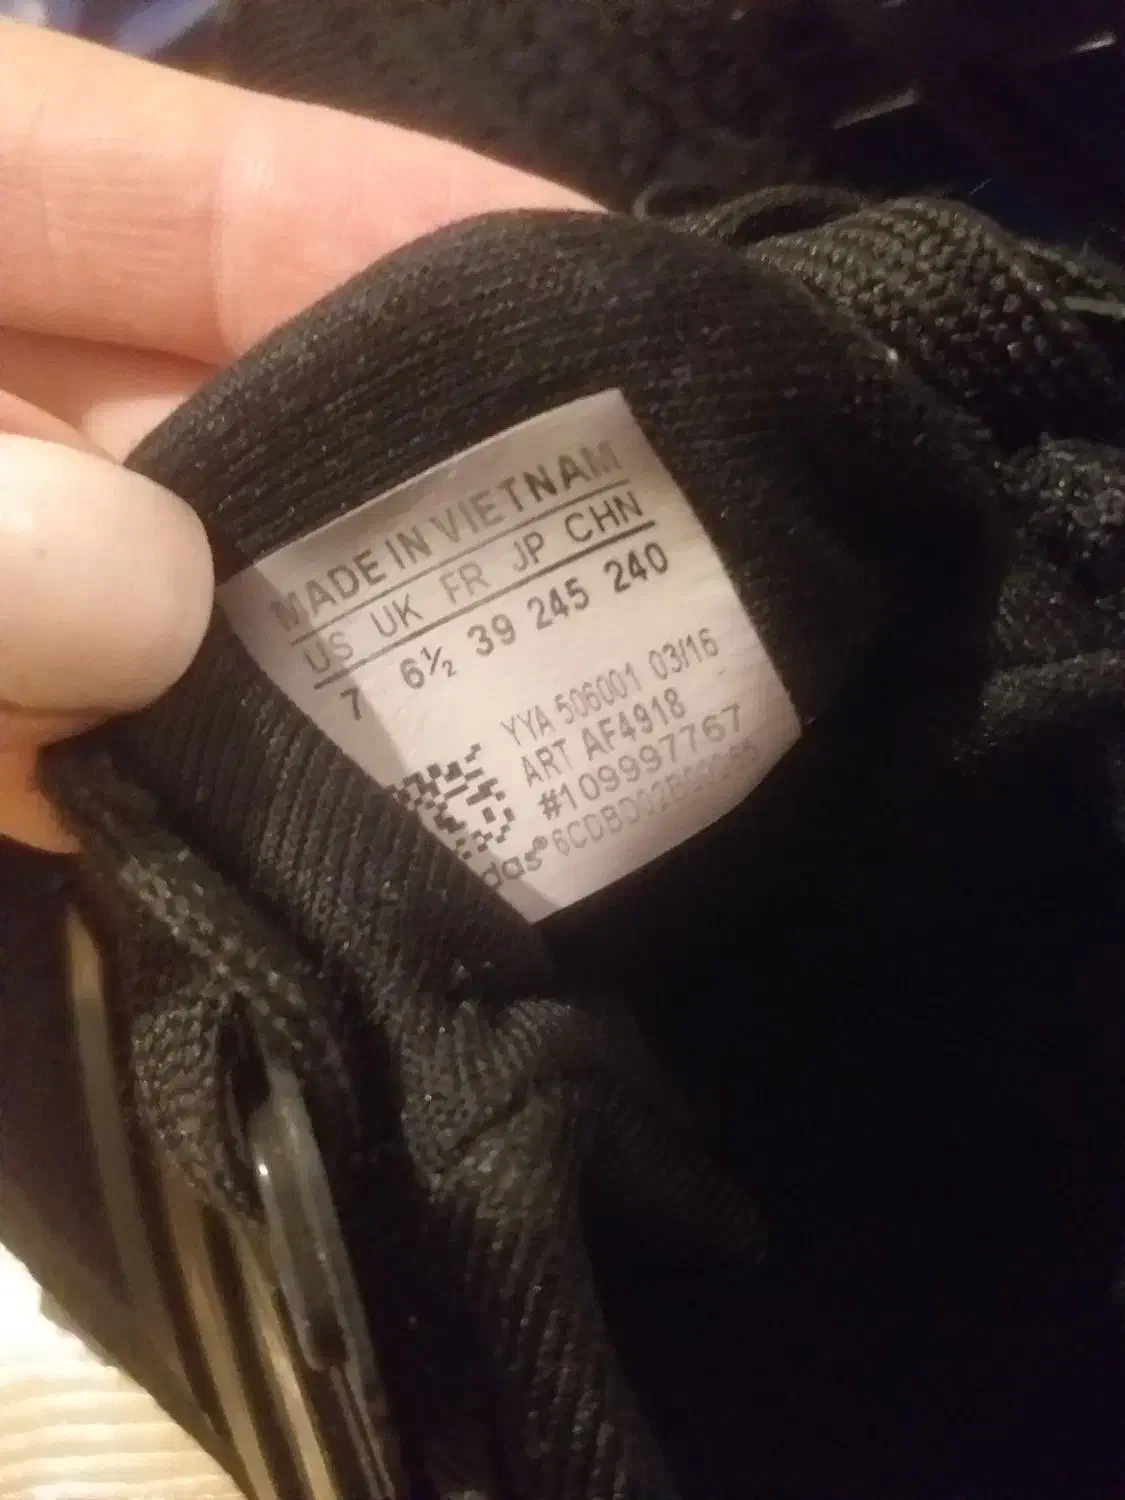 MADE IN VIETNAM
US UK FR JP CHN
7 6½ 39 245 240
YYA 506001 03/16
ART AF4918
#109997767
das®